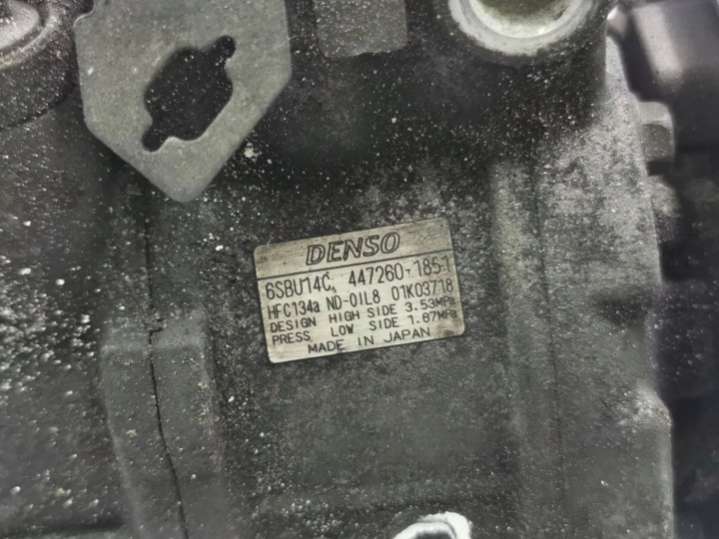 DENSO
6SBU14C 447260-1851
HFC134a ND-OIL8 01K03718
DESIGN HIGH SIDE 3.53MPa
PRESS LOW SIDE 1.87MPa
MADE IN JAPAN